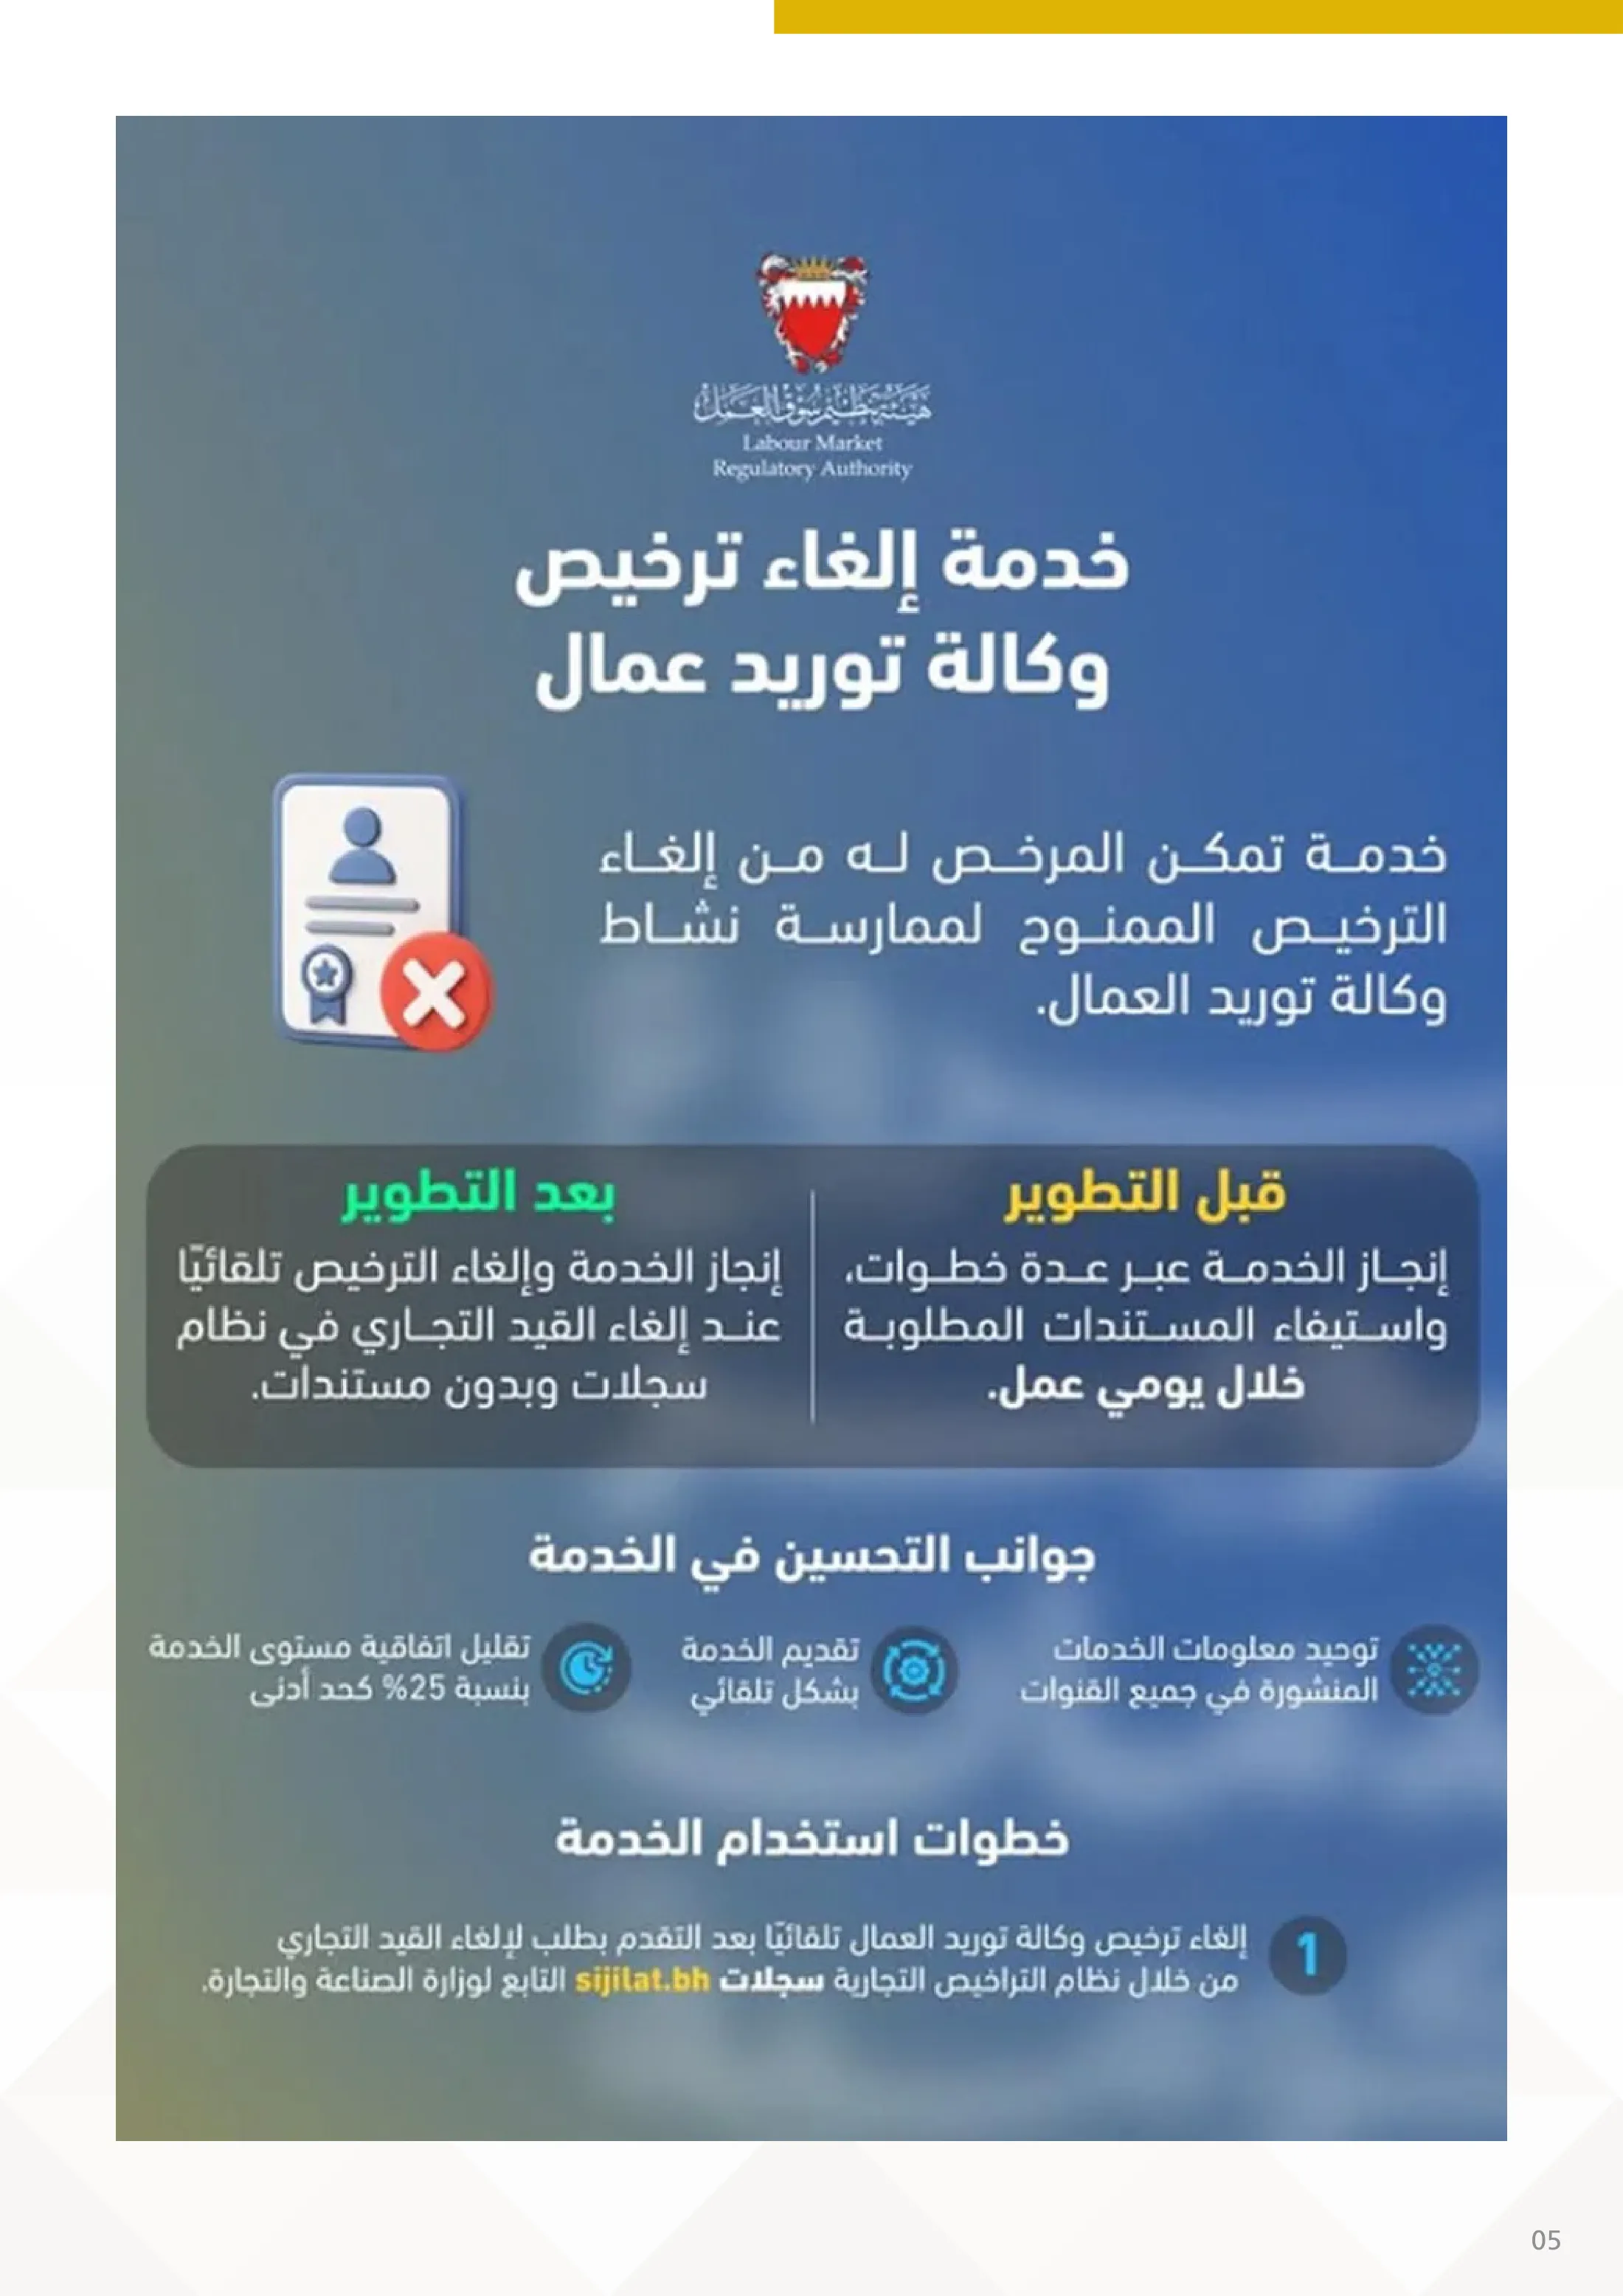 هيئة تنظيم سوق العمل
Labour Market
Regulatory Authority
خدمة إلغاء ترخيص
وكالة توريد عمال
خدمة تمكن المرخص له من إلغاء
الترخيص الممنوح لممارسة نشاط
وكالة توريد العمال.
قبل التطوير
إنجاز الخدمة عبر عدة خطوات،
واستيفاء المستندات المطلوبة
خلال يومي عمل.
بعد التطوير
إنجاز الخدمة وإلغاء الترخيص تلقائيًا
عند إلغاء القيد التجاري في نظام
سجلات وبدون مستندات.
جوانب التحسين في الخدمة
توحيد معلومات الخدمات
المنشورة في جميع القنوات
تقديم الخدمة
بشكل تلقائي
تقليل اتفاقية مستوى الخدمة
بنسبة 25% كحد أدنى
خطوات استخدام الخدمة
1
إلغاء ترخيص وكالة توريد العمال تلقائيًا بعد التقدم بطلب لإلغاء القيد التجاري
من خلال نظام التراخيص التجارية سجلات sijilat.bh التابع لوزارة الصناعة والتجارة.
05